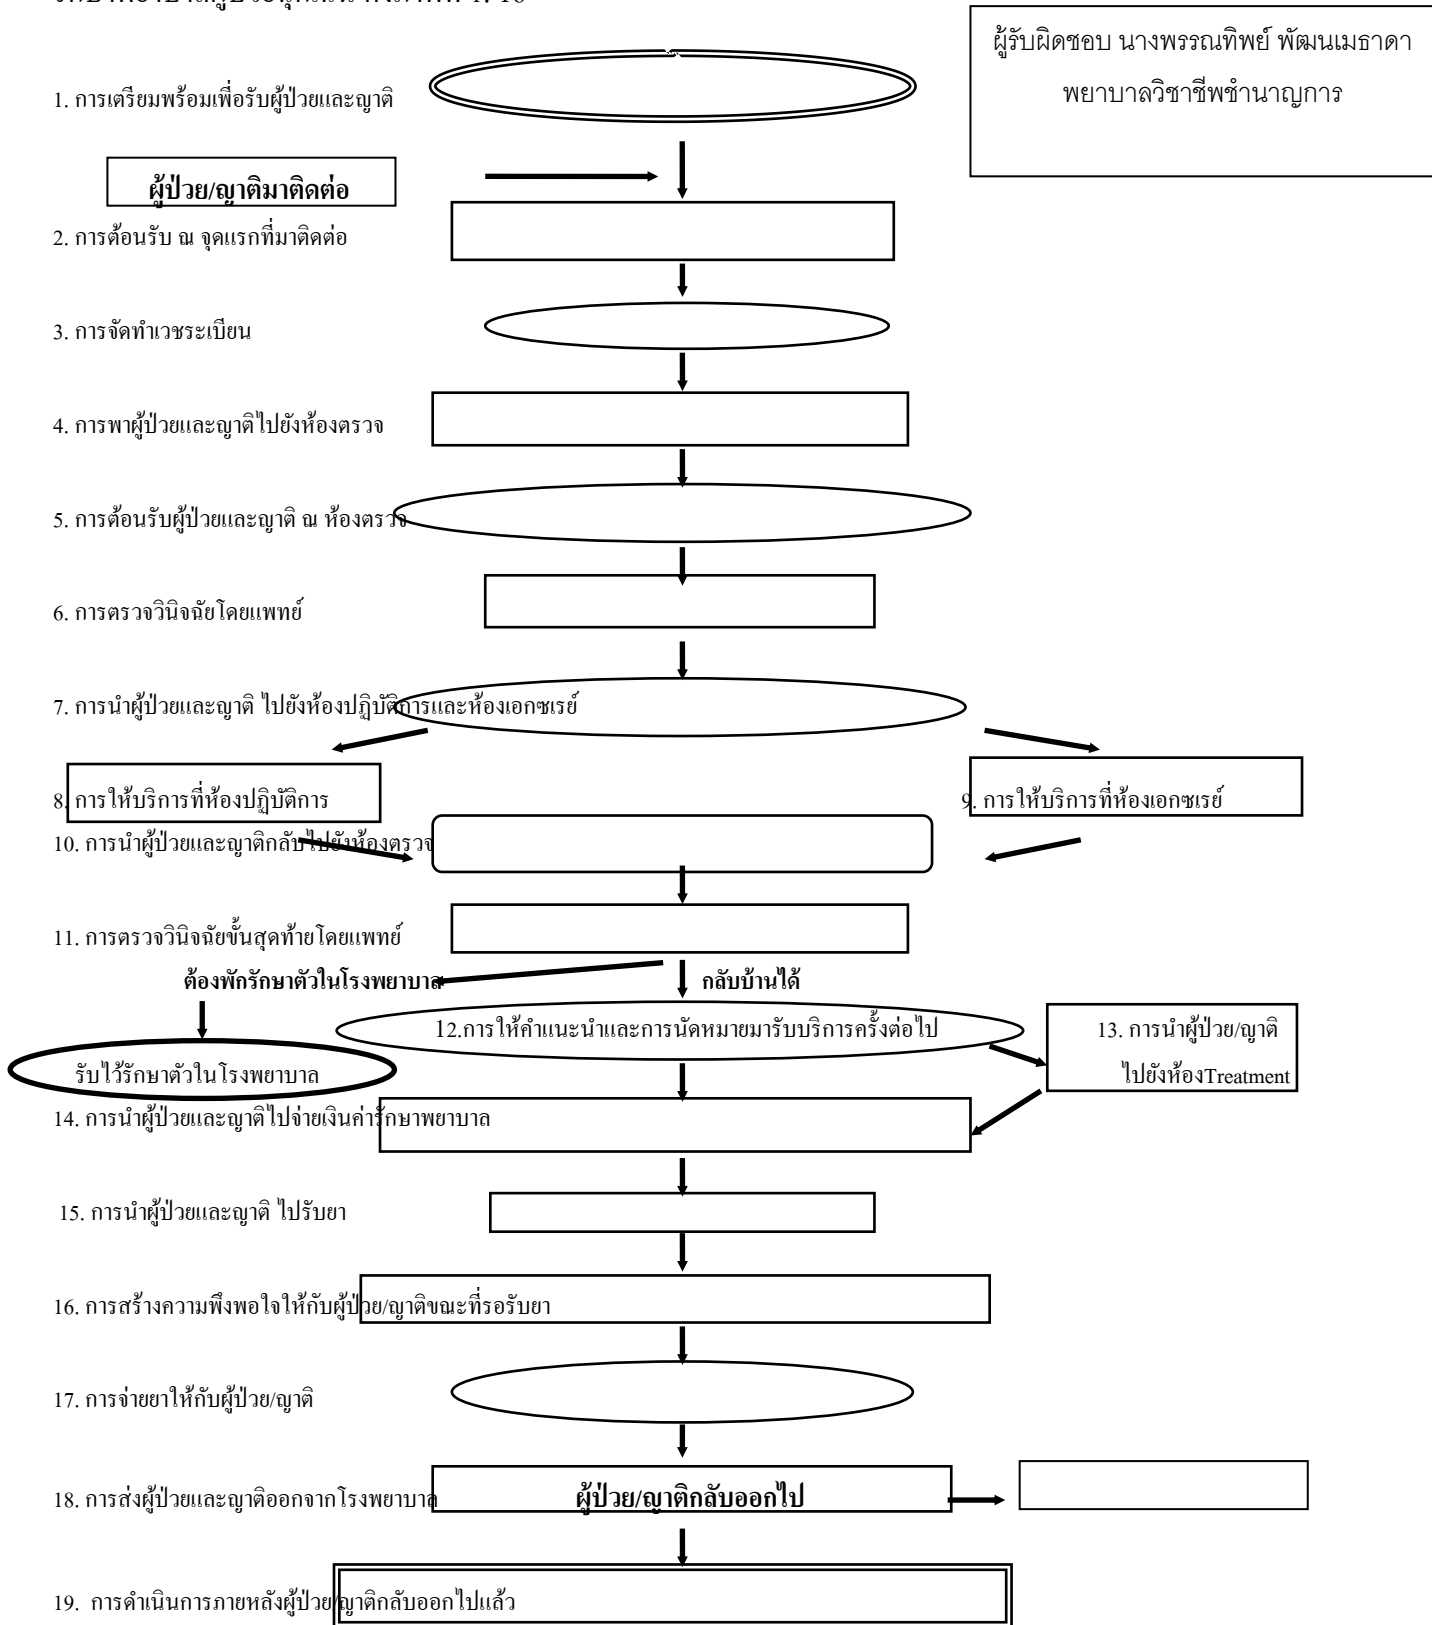 ผู้รับผิดชอบ นางพรรณทิพย์ พัฒนเมธาดา
พยาบาลวิชาชีพชำนาญการ
1. การเตรียมพร้อมเพื่อรับผู้ป่วยและญาติ
ผู้ป่วย/ญาติมาติดต่อ
2. การต้อนรับ ณ จุดแรกที่มาติดต่อ
3. การจัดทำเวชระเบียน
4. การพาผู้ป่วยและญาติไปยังห้องตรวจ
5. การต้อนรับผู้ป่วยและญาติ ณ ห้องตรวจ
6. การตรวจวินิจฉัยโดยแพทย์
7. การนำผู้ป่วยและญาติ ไปยังห้องปฏิบัติการและห้องเอกซเรย์
8. การให้บริการที่ห้องปฏิบัติการ
9. การให้บริการที่ห้องเอกซเรย์
10. การนำผู้ป่วยและญาติกลับไปยังห้องตรวจ
11. การตรวจวินิจฉัยขั้นสุดท้ายโดยแพทย์
ต้องพักรักษาตัวในโรงพยาบาล
กลับบ้านได้
12.การให้คำแนะนำและการนัดหมายมารับบริการครั้งต่อไป
13. การนำผู้ป่วย/ญาติ
ไปยังห้องTreatment
รับไว้รักษาตัวในโรงพยาบาล
14. การนำผู้ป่วยและญาติไปจ่ายเงินค่ารักษาพยาบาล
15. การนำผู้ป่วยและญาติ ไปรับยา
16. การสร้างความพึงพอใจให้กับผู้ป่วย/ญาติขณะที่รอรับยา
17. การจ่ายยาให้กับผู้ป่วย/ญาติ
18. การส่งผู้ป่วยและญาติออกจากโรงพยาบาล
ผู้ป่วย/ญาติกลับออกไป
19. การดำเนินการภายหลังผู้ป่วย/ญาติกลับออกไปแล้ว